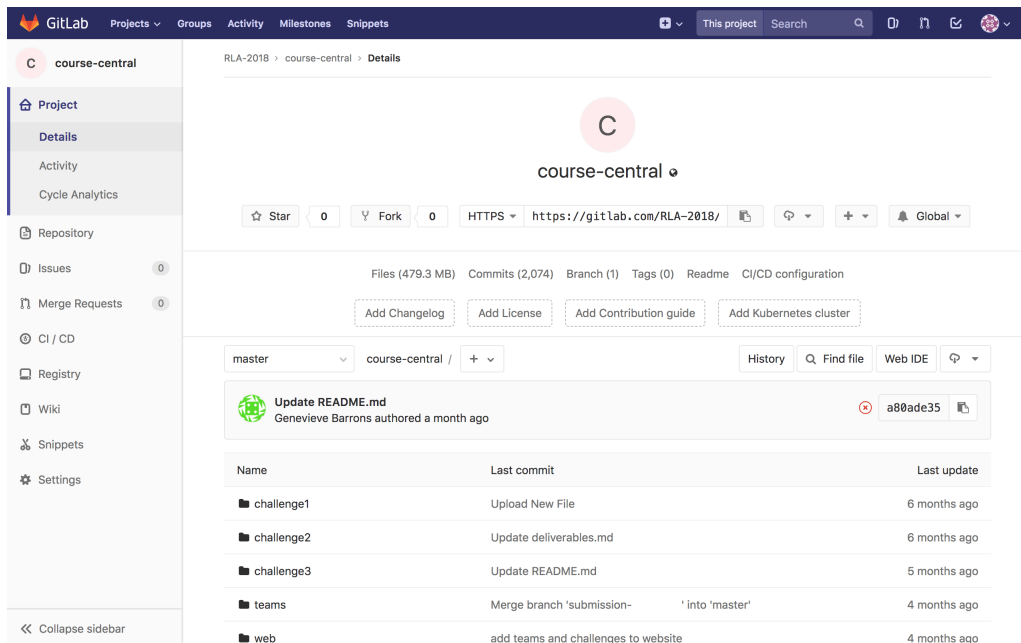 GitLab Projects Groups Activity Milestones Snippets This project Search
C course-central
Project
Details
Activity
Cycle Analytics
Repository
Issues 0
Merge Requests 0
CI / CD
Registry
Wiki
Snippets
Settings
Collapse sidebar
RLA-2018 › course-central › Details
C
course-central
Star 0 Fork 0 HTTPS https://gitlab.com/RLA-2018/ Global
Files (479.3 MB) Commits (2,074) Branch (1) Tags (0) Readme CI/CD configuration
Add Changelog Add License Add Contribution guide Add Kubernetes cluster
master course-central / + History Find file Web IDE
Update README.md
Genevieve Barrons authored a month ago
a80ade35
Name Last commit Last update
challenge1 Upload New File 6 months ago
challenge2 Update deliverables.md 6 months ago
challenge3 Update README.md 5 months ago
teams Merge branch 'submission- ' into 'master' 4 months ago
web add teams and challenges to website 4 months ago